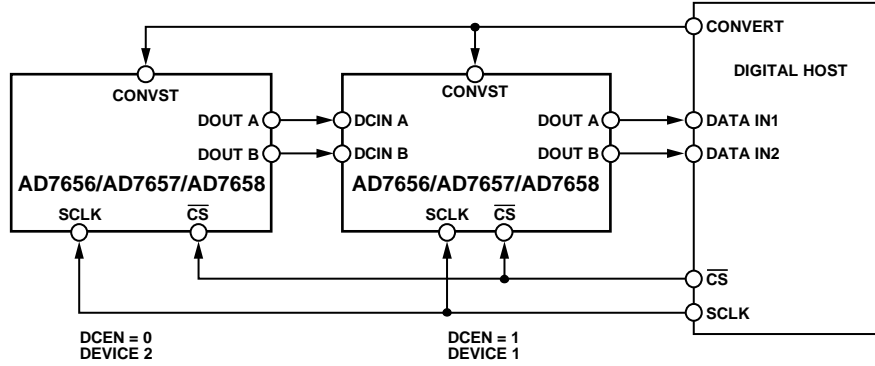 CONVERT
DIGITAL HOST
CONVST
CONVST
DOUT A
DCIN A
DOUT A
DATA IN1
DOUT B
DCIN B
DOUT B
DATA IN2
AD7656/AD7657/AD7658
AD7656/AD7657/AD7658
SCLK
CS
SCLK
CS
CS
SCLK
DCEN = 0
DEVICE 2
DCEN = 1
DEVICE 1